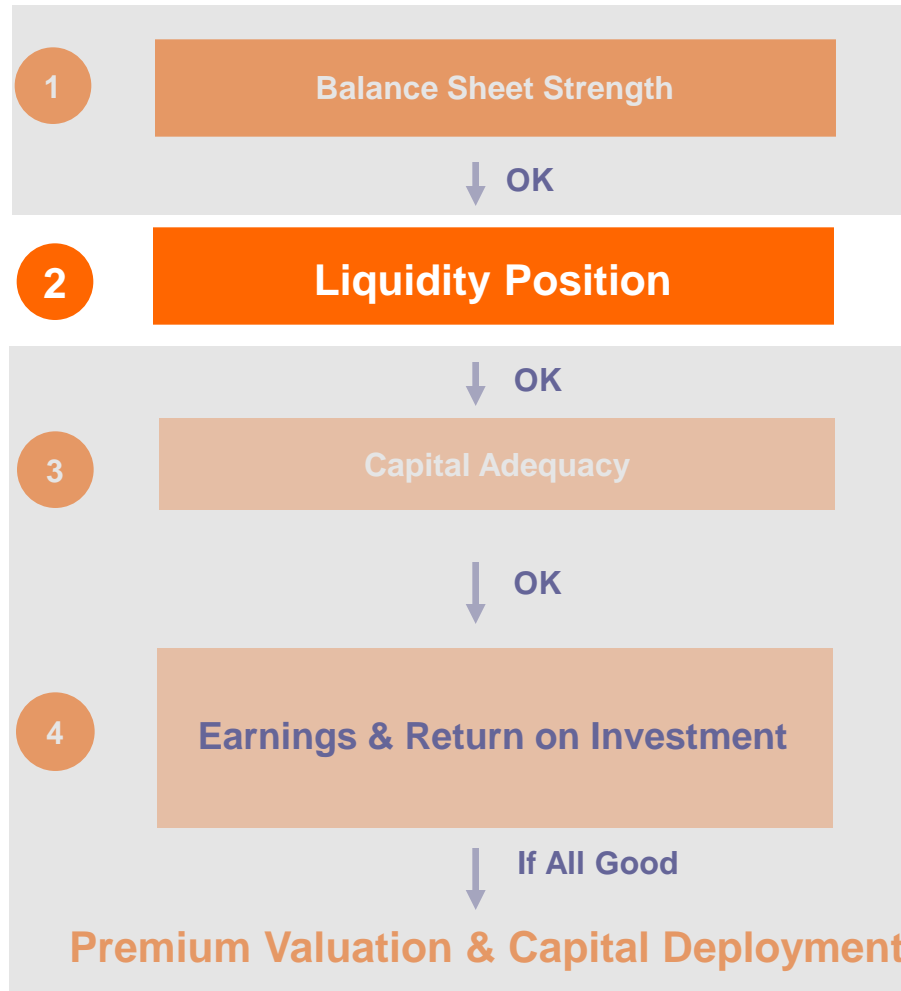 1
Balance Sheet Strength
OK
2
Liquidity Position
OK
3
Capital Adequacy
OK
4
Earnings & Return on Investment
If All Good
Premium Valuation & Capital Deployment